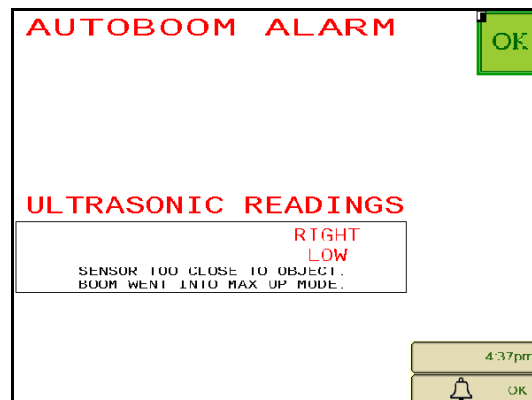 AUTOBOOM ALARM
OK
ULTRASONIC READINGS
RIGHT
LOW
SENSOR TOO CLOSE TO OBJECT.
BOOM WENT INTO MAX UP MODE.
4:37pm
OK